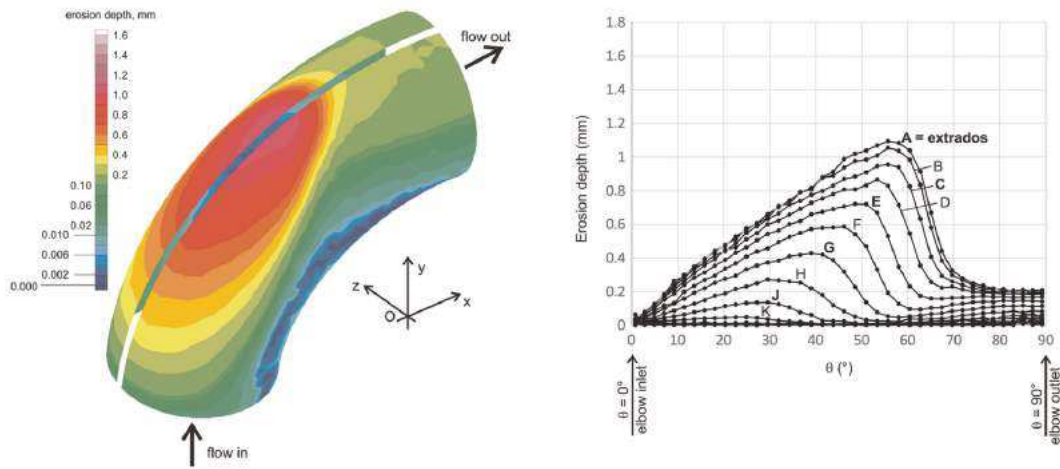 erosion depth, mm
1.6
1.4
1.2
1.0
0.8
0.6
0.4
0.2
0.10
0.06
0.02
0.010
0.006
0.002
0.000
flow out
flow in
y
z
x
O
Erosion depth (mm)
1.8
1.6
1.4
1.2
1
0.8
0.6
0.4
0.2
0
A = extrados
B
C
D
E
F
G
H
J
K
0 10 20 30 40 50 60 70 80 90
θ (°)
θ = 0°
elbow inlet
θ = 90°
elbow outlet